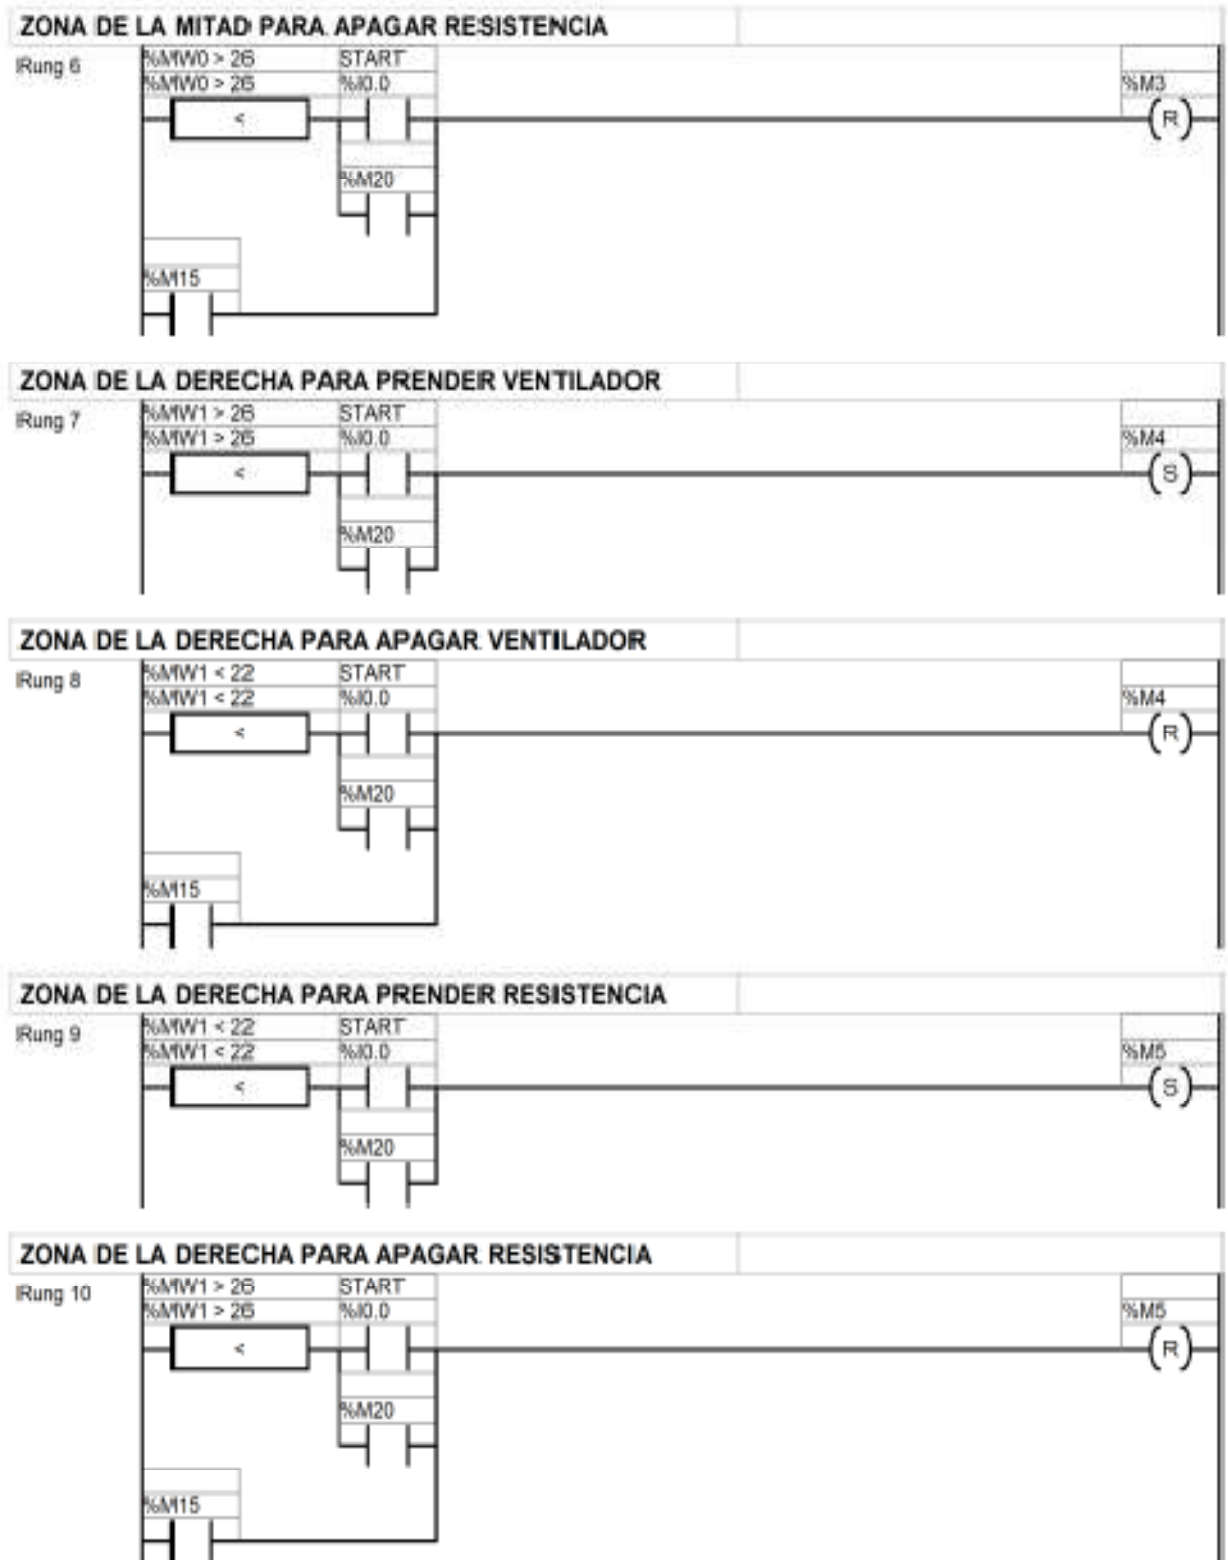 ZONA DE LA MITAD PARA APAGAR RESISTENCIA
Rung 6
%MW0 > 26 START
%MW0 > 26 %I0.0 %M3
< R
%M20
%M15
ZONA DE LA DERECHA PARA PRENDER VENTILADOR
Rung 7
%MW1 > 26 START
%MW1 > 26 %I0.0 %M4
< S
%M20
ZONA DE LA DERECHA PARA APAGAR VENTILADOR
Rung 8
%MW1 < 22 START
%MW1 < 22 %I0.0 %M4
< R
%M20
%M15
ZONA DE LA DERECHA PARA PRENDER RESISTENCIA
Rung 9
%MW1 < 22 START
%MW1 < 22 %I0.0 %M5
< S
%M20
ZONA DE LA DERECHA PARA APAGAR RESISTENCIA
Rung 10
%MW1 > 26 START
%MW1 > 26 %I0.0 %M5
< R
%M20
%M15